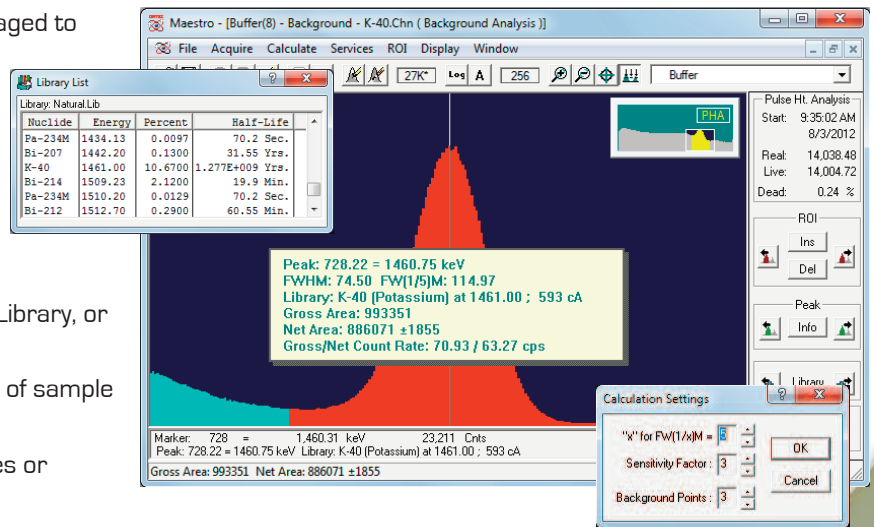 aged to
Maestro - [Buffer(8) - Background - K-40.Chn ( Background Analysis )]
File Acquire Calculate Services ROI Display Window
27K* Log A 256 Buffer
Library List
Library: Natural.Lib
Nuclide Energy Percent Half-Life
Pa-234M 1434.13 0.0097 70.2 Sec.
Bi-207 1442.20 0.1300 31.55 Yrs.
K-40 1461.00 10.6700 1.277E+009 Yrs.
Bi-214 1509.23 2.1200 19.9 Min.
Pa-234M 1510.20 0.0129 70.2 Sec.
Bi-212 1512.70 0.2900 60.55 Min.
PHA
Pulse Ht. Analysis
Start: 9:35:02 AM
8/3/2012
Real: 14,038.48
Live: 14,004.72
Dead: 0.24 %
ROI
Ins
Del
Peak
Info
Library
Peak: 728.22 = 1460.75 keV
FWHM: 74.50 FW(1/5)M: 114.97
Library: K-40 (Potassium) at 1461.00 ; 593 cA
Gross Area: 993351
Net Area: 886071 ±1855
Gross/Net Count Rate: 70.93 / 63.27 cps
Library, or
of sample
es or
Marker: 728 = 1,460.31 keV 23,211 Cnts
Peak: 728.22 = 1460.75 keV Library: K-40 (Potassium) at 1461.00 ; 593 cA
Gross Area: 993351 Net Area: 886071 ±1855
Calculation Settings
"x" for FW(1/x)M = 5
Sensitivity Factor : 3
Background Points : 3
OK
Cancel